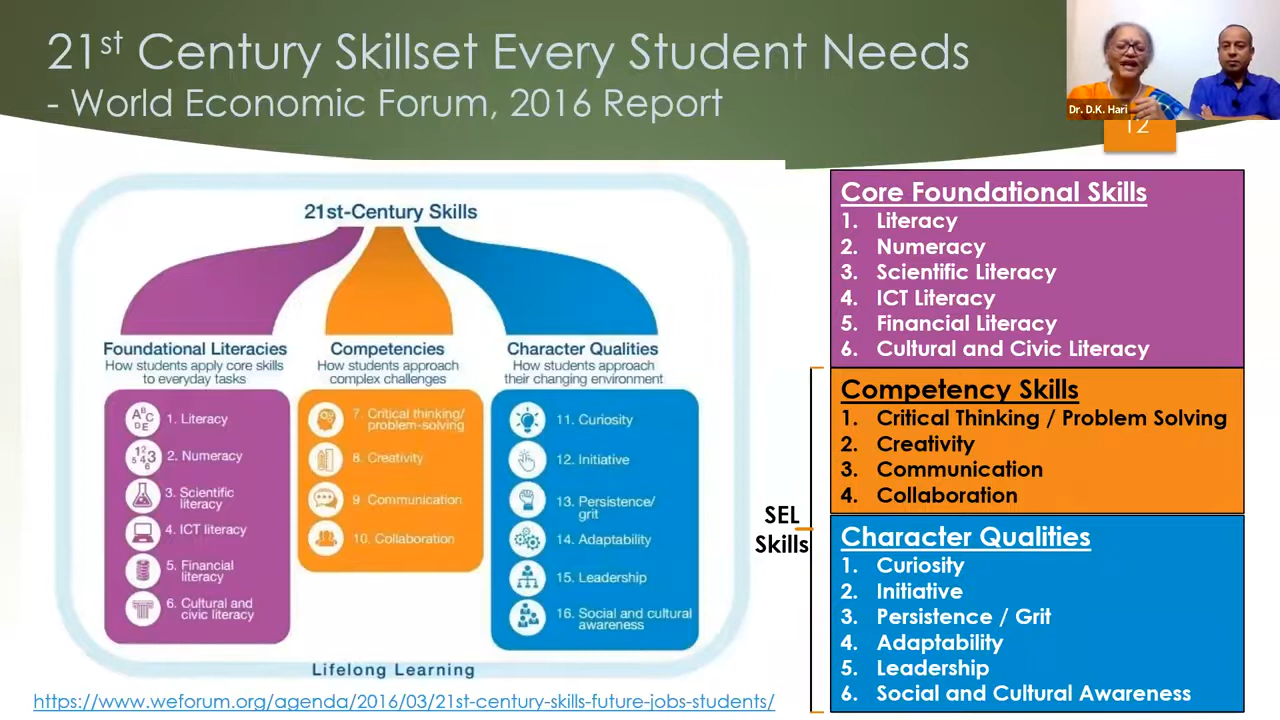 21st Century Skillset Every Student Needs
- World Economic Forum, 2016 Report
Dr. D.K. Hari
12
21st-Century Skills
Foundational Literacies
How students apply core skills
to everyday tasks
ABCDE
1. Literacy
2. Numeracy
3. Scientific
literacy
4. ICT literacy
5. Financial
literacy
6. Cultural and
civic literacy
Competencies
How students approach
complex challenges
7. Critical thinking/
problem-solving
8. Creativity
9 Communication
10. Collaboration
Character Qualities
How students approach
their changing environment
11. Curiosity
12. Initiative
13. Persistence/
grit
14. Adaptability
15. Leadership
16. Social and cultural
awareness
Lifelong Learning
https://www.weforum.org/agenda/2016/03/21st-century-skills-future-jobs-students/
Core Foundational Skills
1. Literacy
2. Numeracy
3. Scientific Literacy
4. ICT Literacy
5. Financial Literacy
6. Cultural and Civic Literacy
SEL
Skills
Competency Skills
1. Critical Thinking / Problem Solving
2. Creativity
3. Communication
4. Collaboration
Character Qualities
1. Curiosity
2. Initiative
3. Persistence / Grit
4. Adaptability
5. Leadership
6. Social and Cultural Awareness